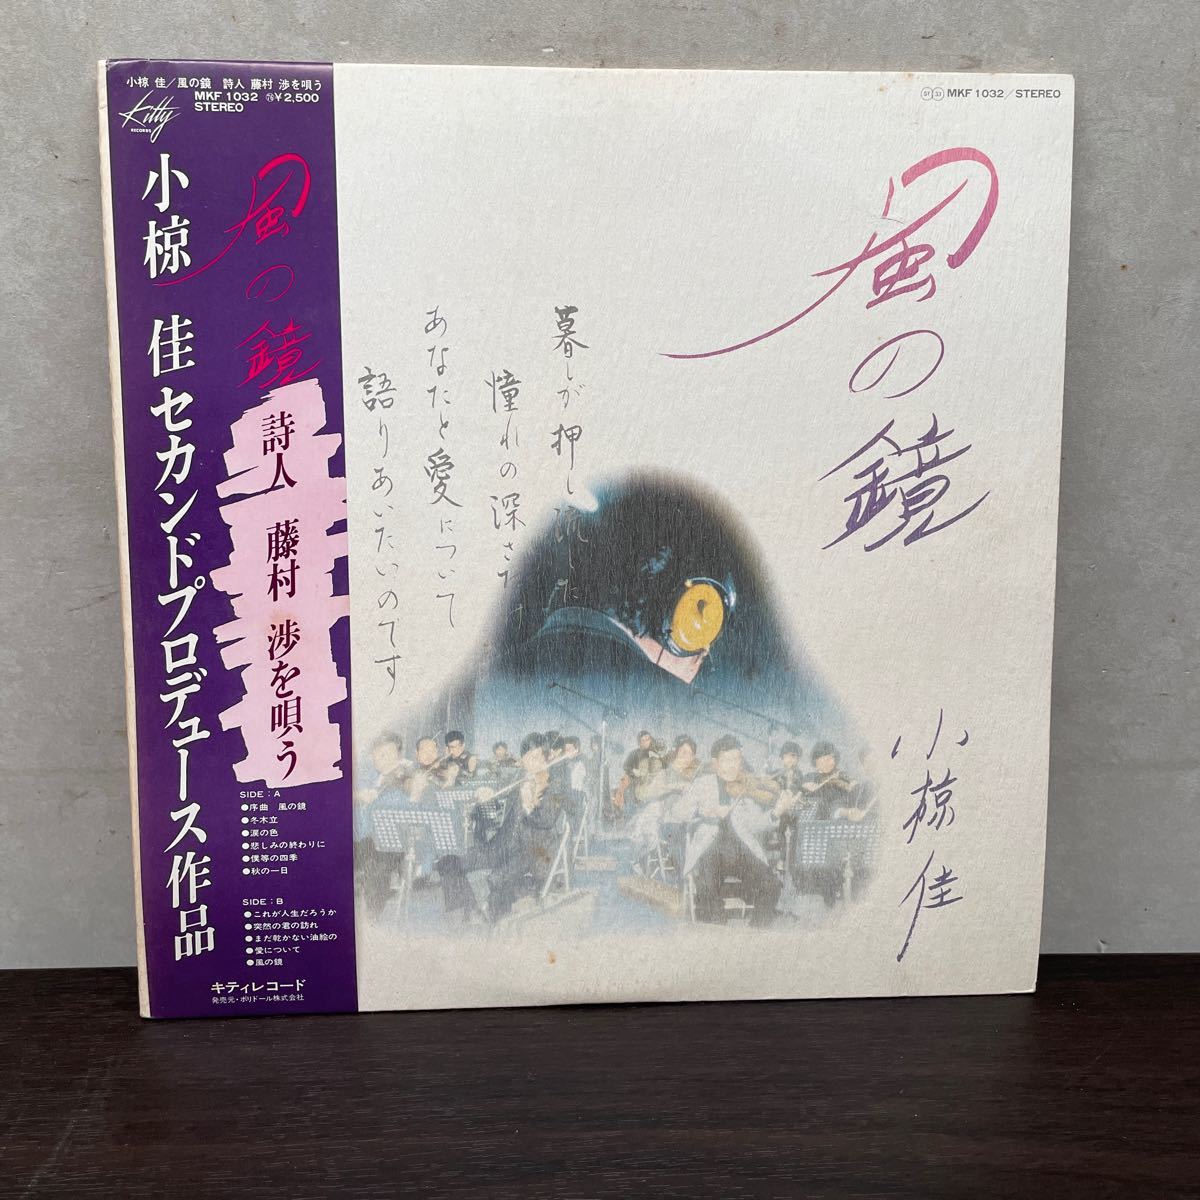 小椋 佳/風の鏡 詩人 藤村 渉を唄う
MKF 1032 ㊆¥2,500
STEREO
Kitty
RECORDS
小椋 佳 セカンドプロデュース作品
風の鏡
詩人 藤村 渉を唄う
SIDE:A
●序曲 風の鏡
●冬木立
●涙の色
●悲しみの終わりに
●僕等の四季
●秋の一日
SIDE:B
●これが人生だろうか
●突然の君の訪れ
●まだ乾かない油絵の
●愛について
●風の鏡
キティレコード
発売元・ポリドール株式会社
ST 33 MKF 1032/STEREO
風の鏡
小椋佳
暮しが押し流した
憧れの深さ
あなたと愛について
語りあいたいのです